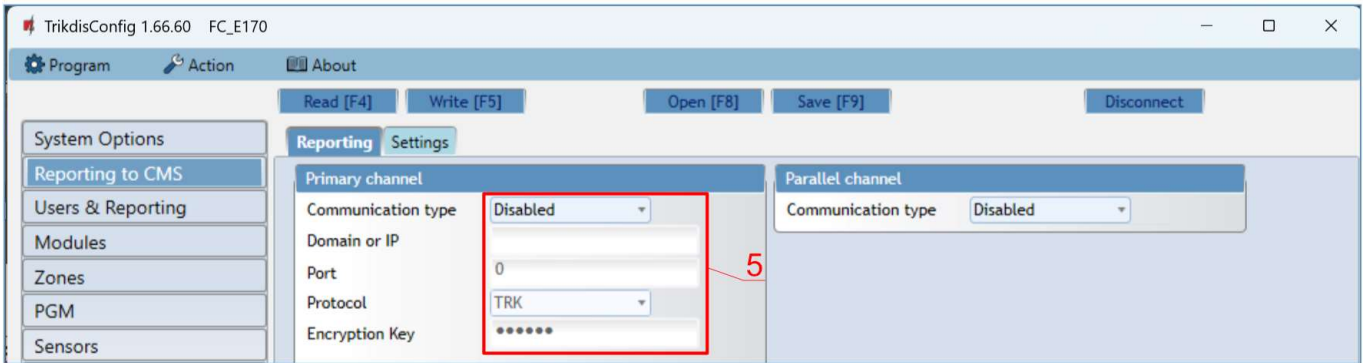 TrikdisConfig 1.66.60 FC_E170
Program Action About
Read [F4] Write [F5] Open [F8] Save [F9] Disconnect
System Options
Reporting to CMS
Users & Reporting
Modules
Zones
PGM
Sensors
Reporting Settings
Primary channel
Communication type Disabled
Domain or IP
Port 0
Protocol TRK
Encryption Key ••••••
5
Parallel channel
Communication type Disabled